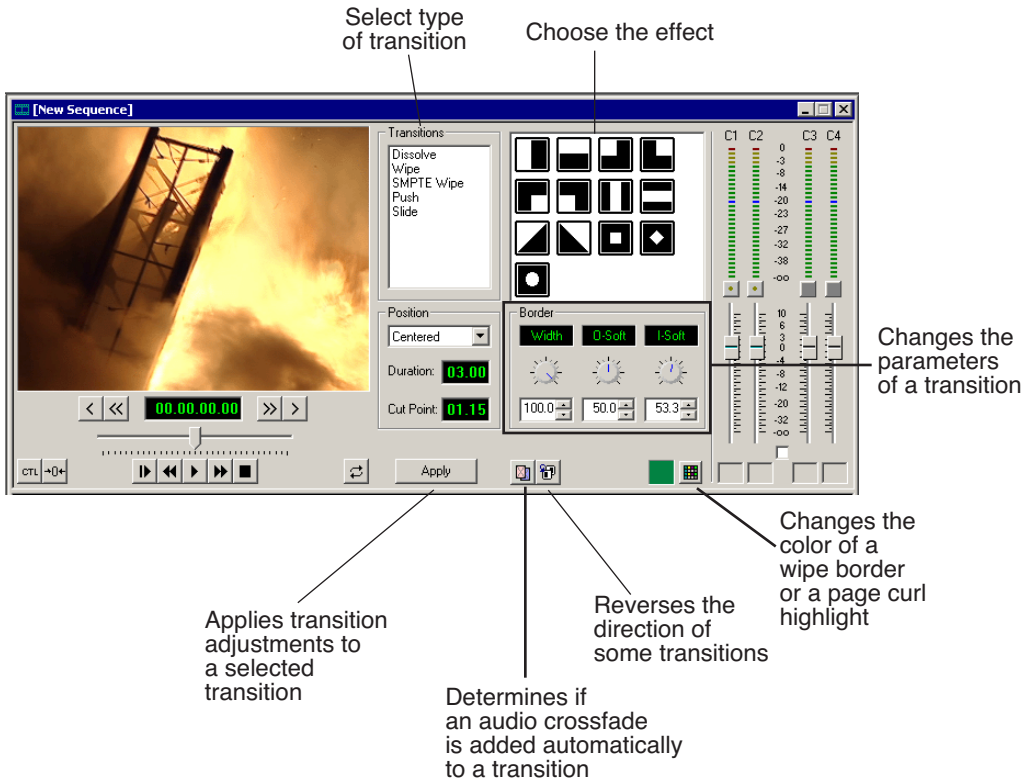 Select type
of transition
Choose the effect
[New Sequence]
Transitions
Dissolve
Wipe
SMPTE Wipe
Push
Slide
C1 C2 C3 C4
0
-3
-8
-14
-20
-23
-27
-32
-38
-oo
Position
Centered
Duration: 03.00
Cut Point: 01.15
Border
Width O-Soft I-Soft
100.0 50.0 53.3
10
6
3
0
-4
-8
-12
-20
-32
-oo
Changes the
parameters
of a transition
< << 00.00.00.00 >> >
CTL →0←
Apply
Changes the
color of a
wipe border
or a page curl
highlight
Reverses the
direction of
some transitions
Applies transition
adjustments to
a selected
transition
Determines if
an audio crossfade
is added automatically
to a transition